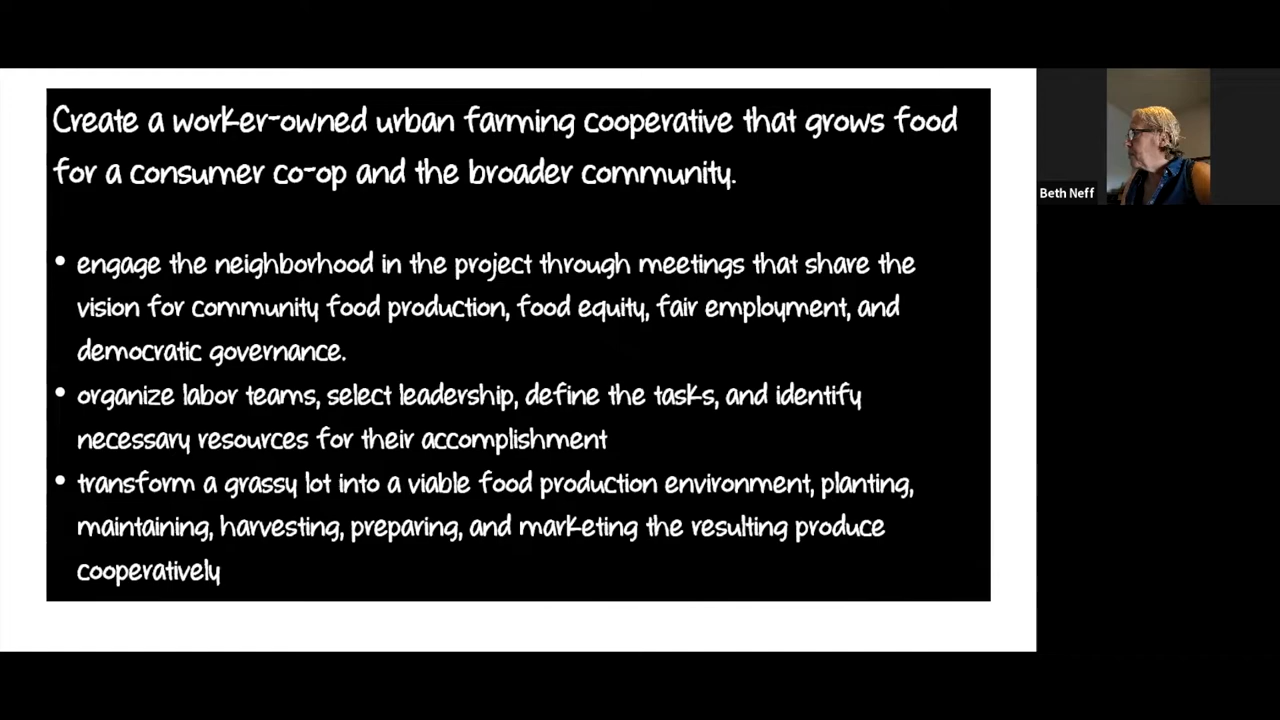 Create a worker-owned urban farming cooperative that grows food
for a consumer co-op and the broader community.
• engage the neighborhood in the project through meetings that share the
vision for community food production, food equity, fair employment, and
democratic governance.
• organize labor teams, select leadership, define the tasks, and identify
necessary resources for their accomplishment
• transform a grassy lot into a viable food production environment, planting,
maintaining, harvesting, preparing, and marketing the resulting produce
cooperatively
Beth Neff